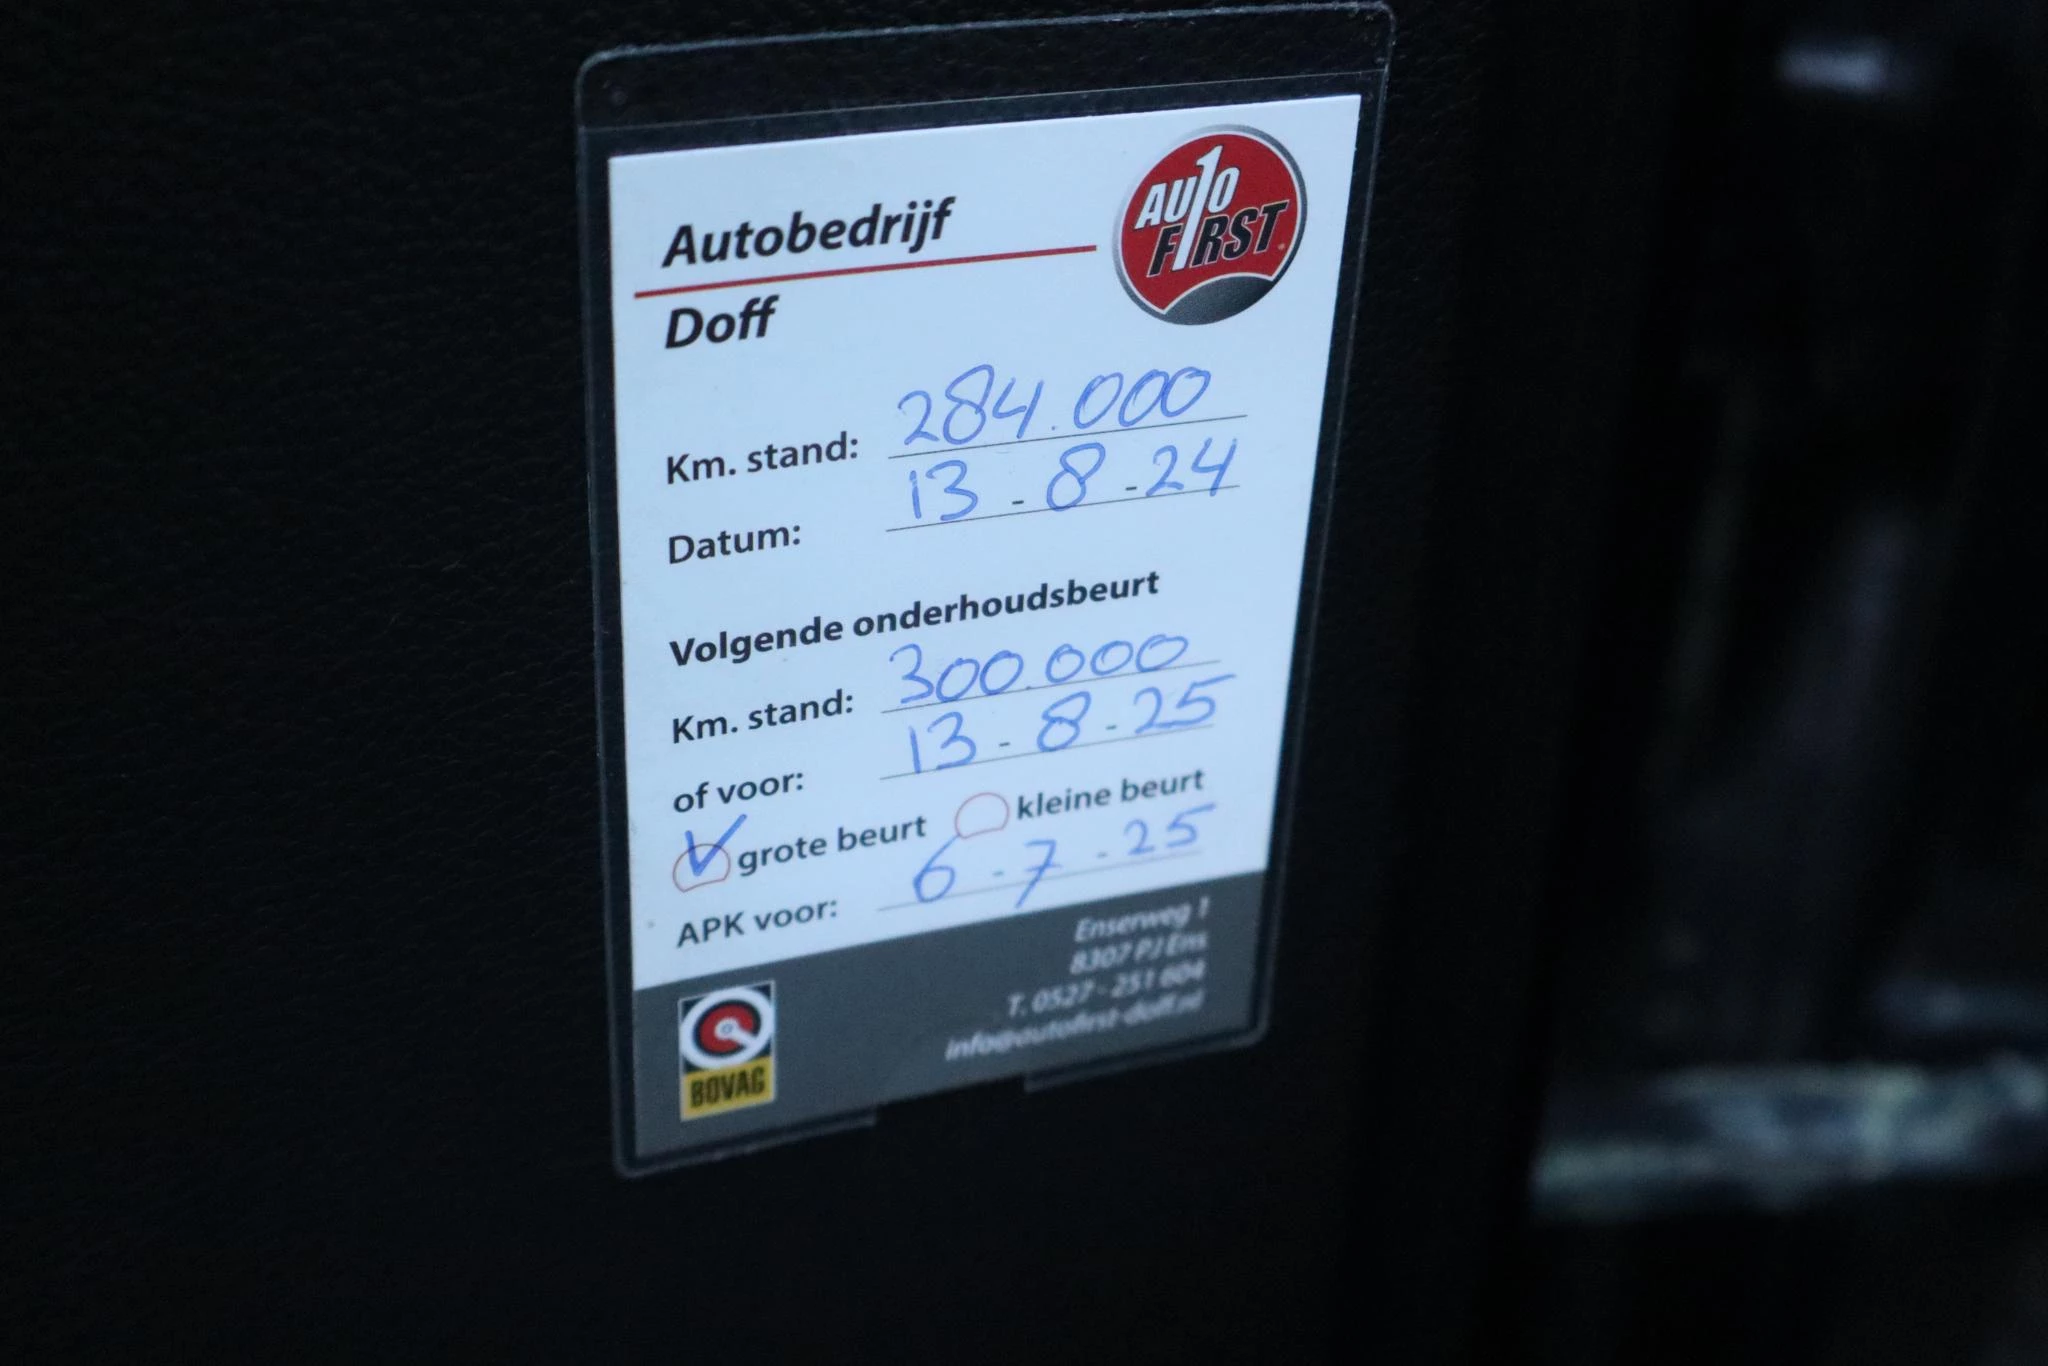 Autobedrijf
Doff
AUTO
FIRST
Km. stand: 284.000
Datum: 13-8-24
Volgende onderhoudsbeurt
Km. stand: 300.000
of voor: 13-8-25
grote beurt kleine beurt
APK voor: 6-7-25
Enserweg 1
8307 PJ Ens
T. 0527 - 251 604
info@autofirst-doff.nl
BOVAG